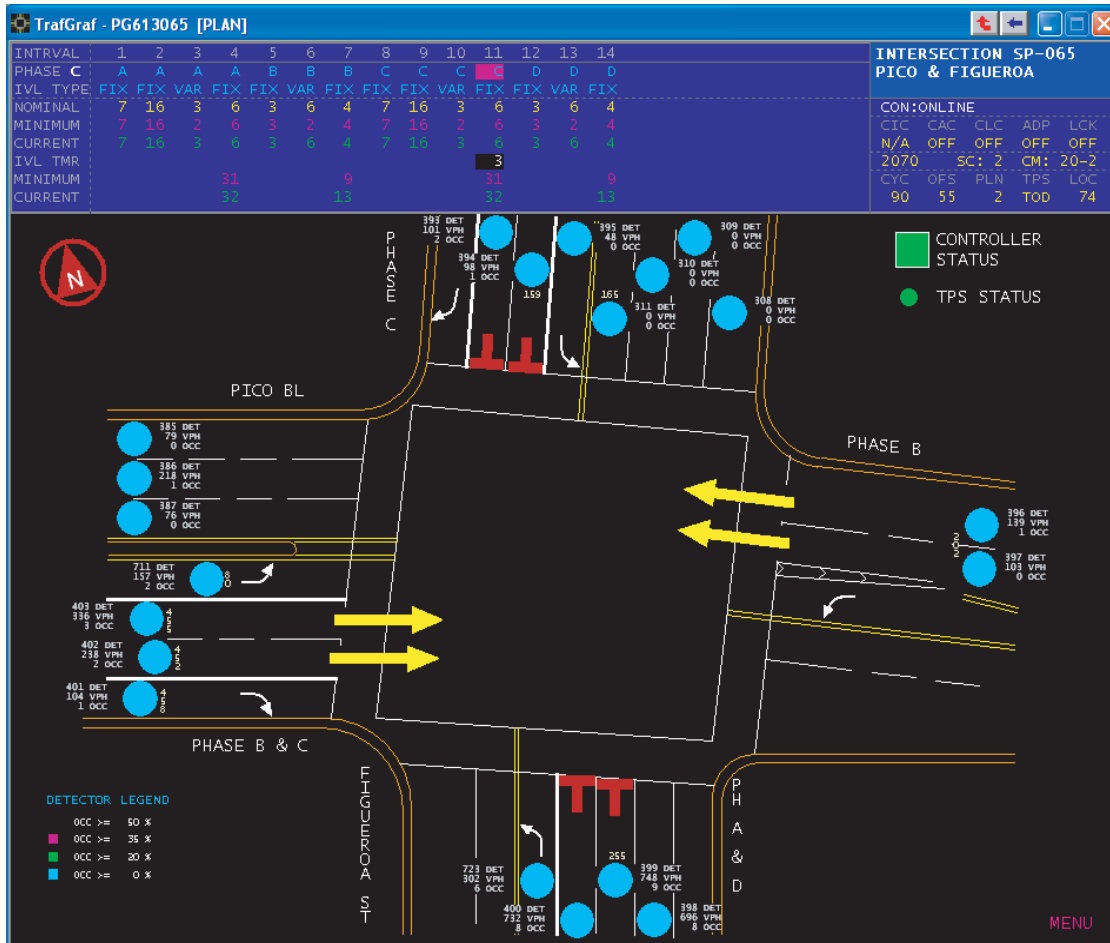 TrafGraf - PG613065 [PLAN]
INTRVAL 1 2 3 4 5 6 7 8 9 10 11 12 13 14
PHASE C A A A A B B B C C C C D D D
IVL TYPE FIX FIX VAR FIX FIX VAR FIX FIX FIX VAR FIX FIX VAR FIX
NOMINAL 7 16 3 6 3 6 4 7 16 3 6 3 6 4
MINIMUM 7 16 2 6 3 2 4 7 16 2 6 3 2 4
CURRENT 7 16 3 6 3 6 4 7 16 3 6 3 6 4
IVL TMR 3
MINIMUM 31 9 31 9
CURRENT 32 13 32 13
INTERSECTION SP-065
PICO & FIGUEROA
CON:ONLINE
CIC CAC CLC ADP LCK
N/A OFF OFF OFF OFF
2070 SC: 2 CM: 20-2
CYC OFS PLN TPS LOC
90 55 2 TOD 74
N
PHASE C
393 DET
101 VPH
2 OCC
394 DET
98 VPH
1 OCC
159
395 DET
48 VPH
0 OCC
165
309 DET
0 VPH
0 OCC
310 DET
0 VPH
0 OCC
311 DET
0 VPH
0 OCC
308 DET
0 VPH
0 OCC
CONTROLLER
STATUS
TPS STATUS
PICO BL
PHASE B
385 DET
79 VPH
0 OCC
386 DET
218 VPH
1 OCC
387 DET
76 VPH
0 OCC
711 DET
157 VPH
2 OCC
80
403 DET
336 VPH
3 OCC
455
402 DET
238 VPH
2 OCC
452
401 DET
104 VPH
1 OCC
458
396 DET
139 VPH
1 OCC
2052
397 DET
103 VPH
0 OCC
PHASE B & C
FIGUEROA ST
PH A & D
DETECTOR LEGEND
OCC >= 50 %
OCC >= 35 %
OCC >= 20 %
OCC >= 0 %
723 DET
302 VPH
6 OCC
400 DET
732 VPH
8 OCC
255
399 DET
748 VPH
9 OCC
398 DET
696 VPH
8 OCC
MENU